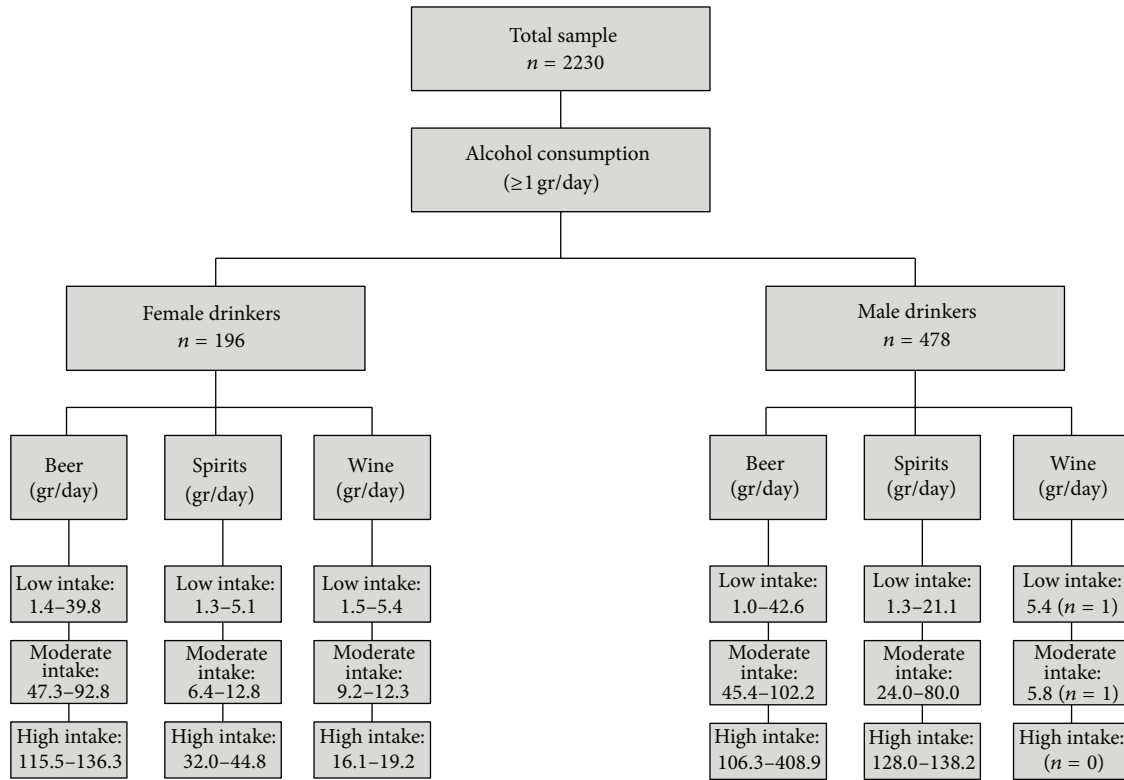 Total sample
n = 2230
Alcohol consumption
(≥1 gr/day)
Female drinkers
n = 196
Male drinkers
n = 478
Beer
(gr/day)
Spirits
(gr/day)
Wine
(gr/day)
Beer
(gr/day)
Spirits
(gr/day)
Wine
(gr/day)
Low intake:
1.4–39.8
Low intake:
1.3–5.1
Low intake:
1.5–5.4
Low intake:
1.0–42.6
Low intake:
1.3–21.1
Low intake:
5.4 (n = 1)
Moderate
intake:
47.3–92.8
Moderate
intake:
6.4–12.8
Moderate
intake:
9.2–12.3
Moderate
intake:
45.4–102.2
Moderate
intake:
24.0–80.0
Moderate
intake:
5.8 (n = 1)
High intake:
115.5–136.3
High intake:
32.0–44.8
High intake:
16.1–19.2
High intake:
106.3–408.9
High intake:
128.0–138.2
High intake:
(n = 0)